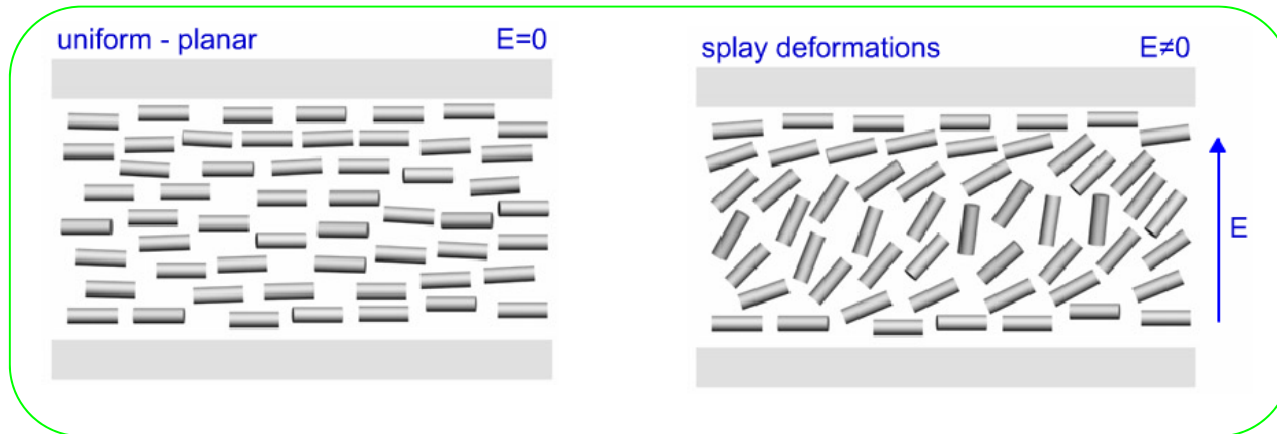 uniform - planar E=0
splay deformations E≠0
E